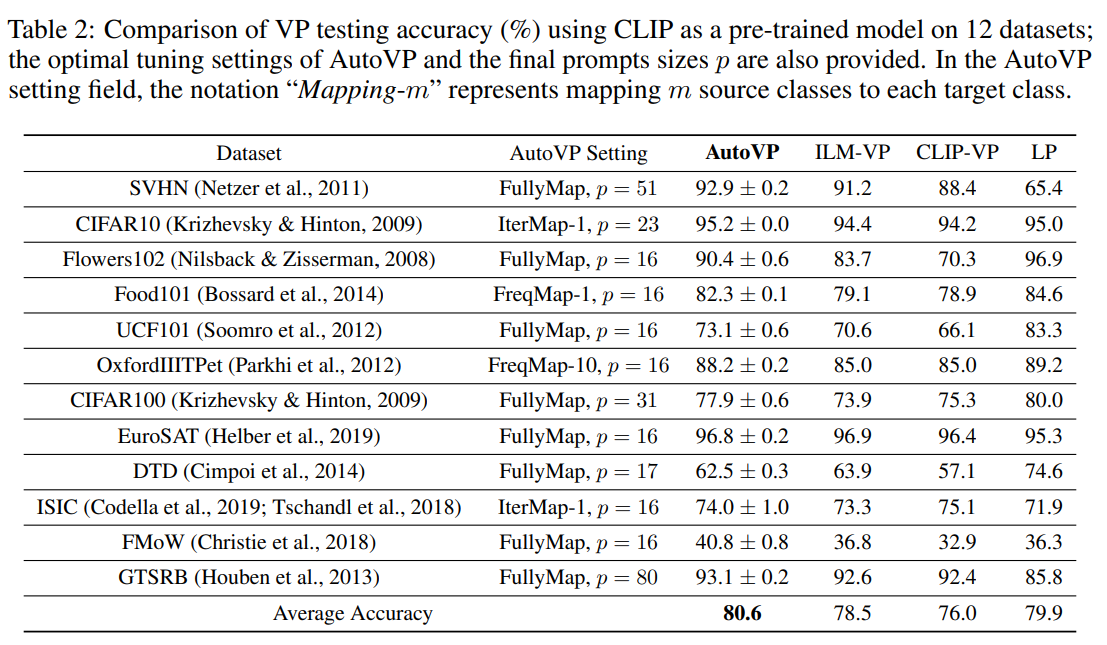 Table 2: Comparison of VP testing accuracy (%) using CLIP as a pre-trained model on 12 datasets;
the optimal tuning settings of AutoVP and the final prompts sizes p are also provided. In the AutoVP
setting field, the notation “Mapping-m” represents mapping m source classes to each target class.
Dataset AutoVP Setting AutoVP ILM-VP CLIP-VP LP
SVHN (Netzer et al., 2011) FullyMap, p = 51 92.9 ± 0.2 91.2 88.4 65.4
CIFAR10 (Krizhevsky & Hinton, 2009) IterMap-1, p = 23 95.2 ± 0.0 94.4 94.2 95.0
Flowers102 (Nilsback & Zisserman, 2008) FullyMap, p = 16 90.4 ± 0.6 83.7 70.3 96.9
Food101 (Bossard et al., 2014) FreqMap-1, p = 16 82.3 ± 0.1 79.1 78.9 84.6
UCF101 (Soomro et al., 2012) FullyMap, p = 16 73.1 ± 0.6 70.6 66.1 83.3
OxfordIIITPet (Parkhi et al., 2012) FreqMap-10, p = 16 88.2 ± 0.2 85.0 85.0 89.2
CIFAR100 (Krizhevsky & Hinton, 2009) FullyMap, p = 31 77.9 ± 0.6 73.9 75.3 80.0
EuroSAT (Helber et al., 2019) FullyMap, p = 16 96.8 ± 0.2 96.9 96.4 95.3
DTD (Cimpoi et al., 2014) FullyMap, p = 17 62.5 ± 0.3 63.9 57.1 74.6
ISIC (Codella et al., 2019; Tschandl et al., 2018) IterMap-1, p = 16 74.0 ± 1.0 73.3 75.1 71.9
FMoW (Christie et al., 2018) FullyMap, p = 16 40.8 ± 0.8 36.8 32.9 36.3
GTSRB (Houben et al., 2013) FullyMap, p = 80 93.1 ± 0.2 92.6 92.4 85.8
Average Accuracy 80.6 78.5 76.0 79.9